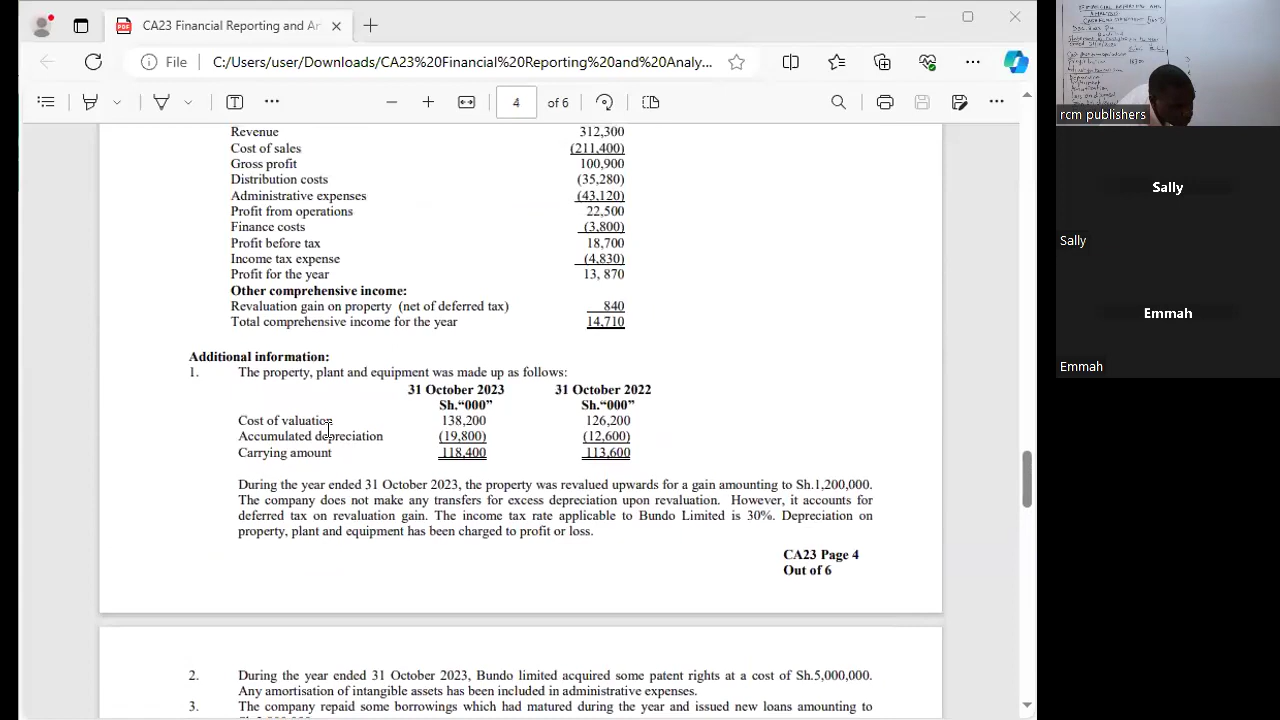 CA23 Financial Reporting and Ar
File C:/Users/user/Downloads/CA23%20Financial%20Reporting%20and%20Analy...
4 of 6
Revenue 312,300
Cost of sales (211,400)
Gross profit 100,900
Distribution costs (35,280)
Administrative expenses (43,120)
Profit from operations 22,500
Finance costs (3,800)
Profit before tax 18,700
Income tax expense (4,830)
Profit for the year 13, 870
Other comprehensive income:
Revaluation gain on property (net of deferred tax) 840
Total comprehensive income for the year 14,710
Additional information:
1. The property, plant and equipment was made up as follows:
31 October 2023 31 October 2022
Sh.“000” Sh.“000”
Cost of valuation 138,200 126,200
Accumulated depreciation (19,800) (12,600)
Carrying amount 118,400 113,600
During the year ended 31 October 2023, the property was revalued upwards for a gain amounting to Sh.1,200,000.
The company does not make any transfers for excess depreciation upon revaluation. However, it accounts for
deferred tax on revaluation gain. The income tax rate applicable to Bundo Limited is 30%. Depreciation on
property, plant and equipment has been charged to profit or loss.
CA23 Page 4
Out of 6
2. During the year ended 31 October 2023, Bundo limited acquired some patent rights at a cost of Sh.5,000,000.
Any amortisation of intangible assets has been included in administrative expenses.
3. The company repaid some borrowings which had matured during the year and issued new loans amounting to
FINANCIAL REPORTING AND
ANALYSIS
rcm publishers
Sally
Sally
Emmah
Emmah